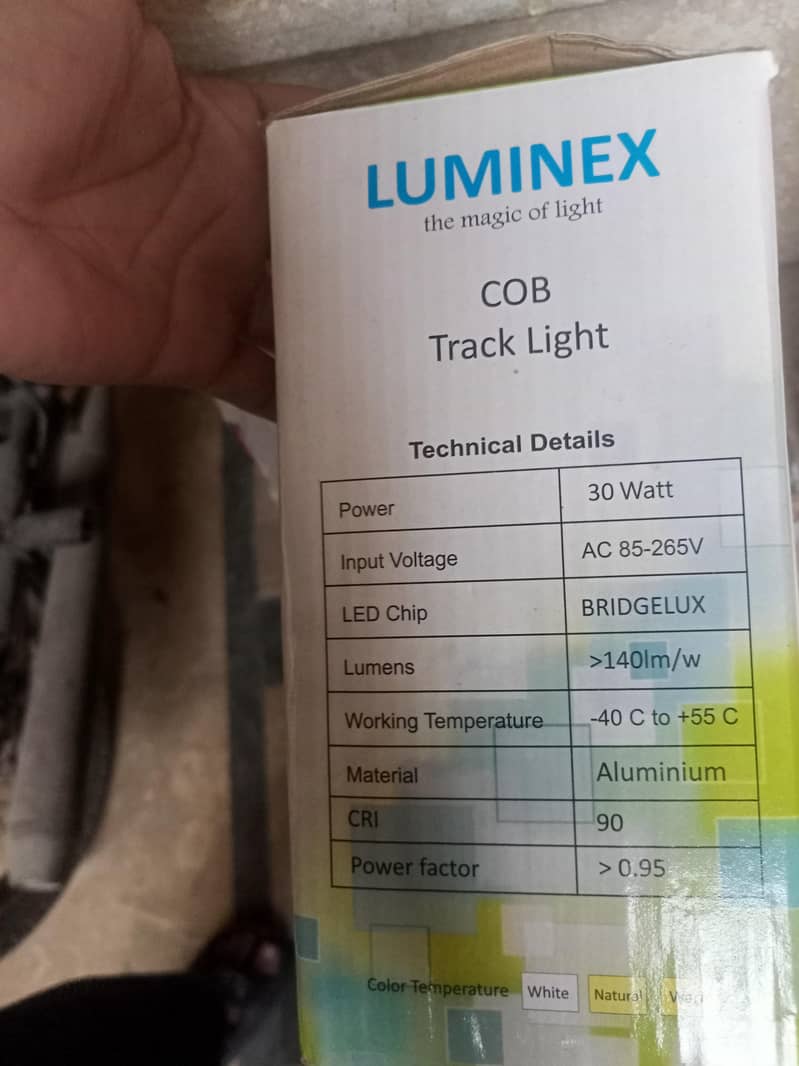 LUMINEX
the magic of light
COB
Track Light
Technical Details
Power 30 Watt
Input Voltage AC 85-265V
LED Chip BRIDGELUX
Lumens >140lm/w
Working Temperature -40 C to +55 C
Material Aluminium
CRI 90
Power factor > 0.95
Color Temperature White Natural